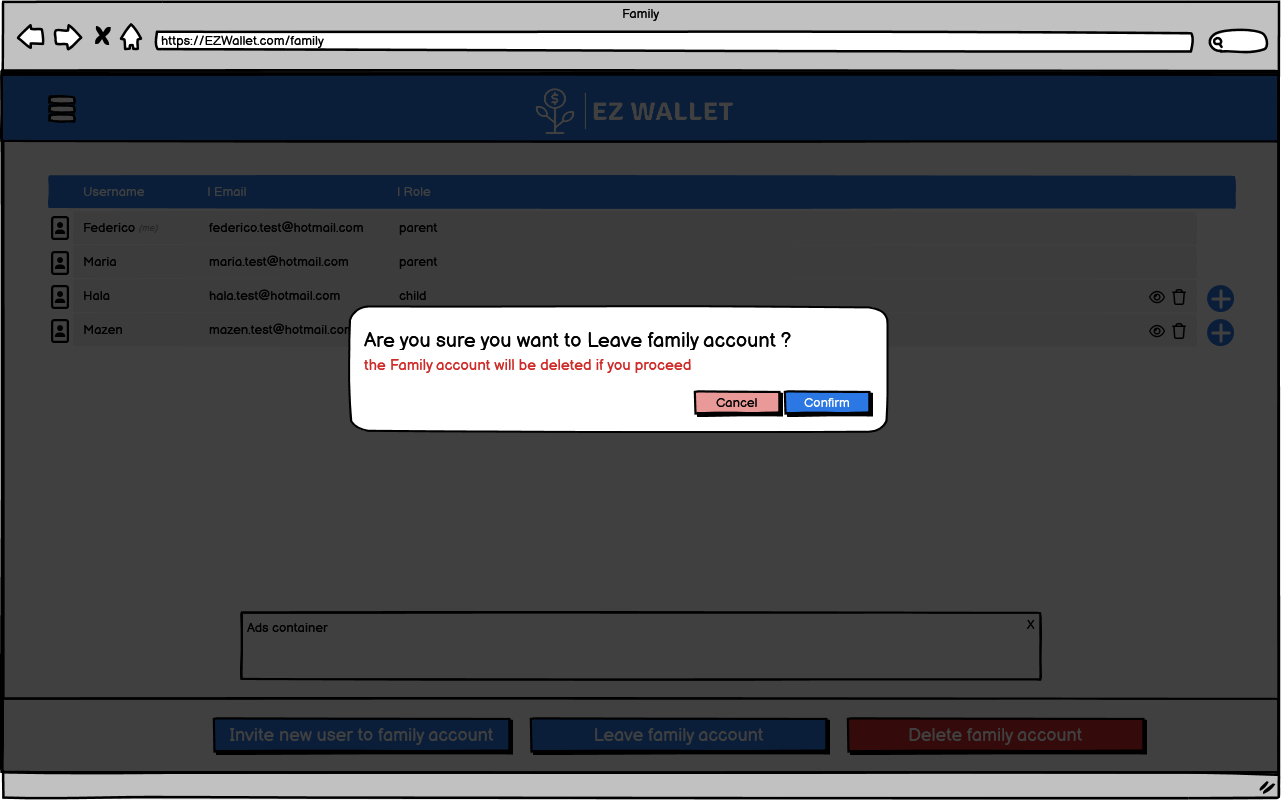 Family
https://EZWallet.com/family
EZ WALLET
Username | Email | Role
Federico (me) federico.test@hotmail.com parent
Maria maria.test@hotmail.com parent
Hala hala.test@hotmail.com child
Mazen mazen.test@hotmail.com
Are you sure you want to Leave family account ?
the Family account will be deleted if you proceed
Cancel Confirm
Ads container X
Invite new user to family account Leave family account Delete family account